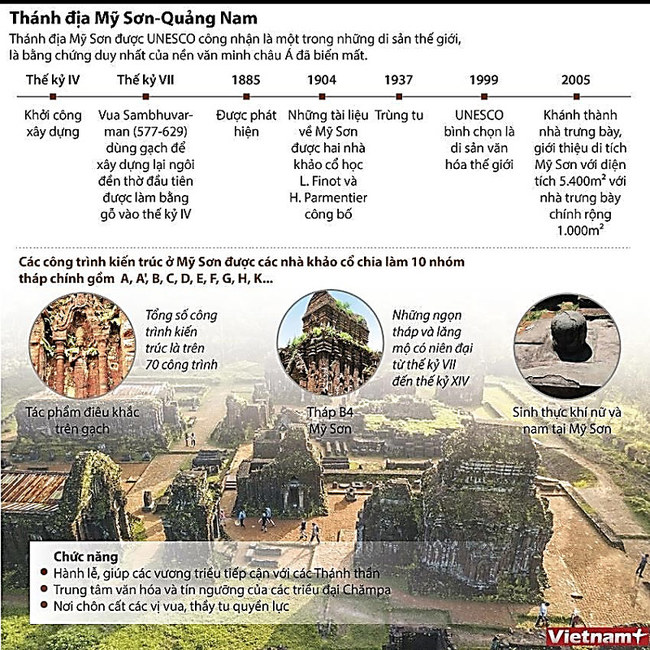 Thánh địa Mỹ Sơn-Quảng Nam
Thánh địa Mỹ Sơn được UNESCO công nhận là một trong những di sản thế giới,
là bằng chứng duy nhất của nền văn minh châu Á đã biến mất.
Thế kỷ IV
Khởi công
xây dựng
Thế kỷ VII
Vua Sambhuvar-
man (577-629)
dùng gạch để
xây dựng lại ngôi
đền thờ đầu tiên
được làm bằng
gỗ vào thế kỷ IV
1885
Được phát
hiện
1904
Những tài liệu
về Mỹ Sơn
được hai nhà
khảo cổ học
L. Finot và
H. Parmentier
công bố
1937
Trùng tu
1999
UNESCO
bình chọn là
di sản văn
hóa thế giới
2005
Khánh thành
nhà trưng bày,
giới thiệu di tích
Mỹ Sơn với diện
tích 5.400m² với
nhà trưng bày
chính rộng
1.000m²
Các công trình kiến trúc ở Mỹ Sơn được các nhà khảo cổ chia làm 10 nhóm
tháp chính gồm A, A', B, C, D, E, F, G, H, K...
Tổng số công
trình kiến
trúc là trên
70 công trình
Tác phẩm điêu khắc
trên gạch
Những ngọn
tháp và lăng
mộ có niên đại
từ thế kỷ VII
đến thế kỷ XIV
Tháp B4
Mỹ Sơn
Sinh thực khí nữ và
nam tại Mỹ Sơn
Chức năng
Hành lễ, giúp các vương triều tiếp cận với các Thánh thần
Trung tâm văn hóa và tín ngưỡng của các triều đại Chămpa
Nơi chôn cất các vị vua, thầy tu quyền lực
Vietnam+